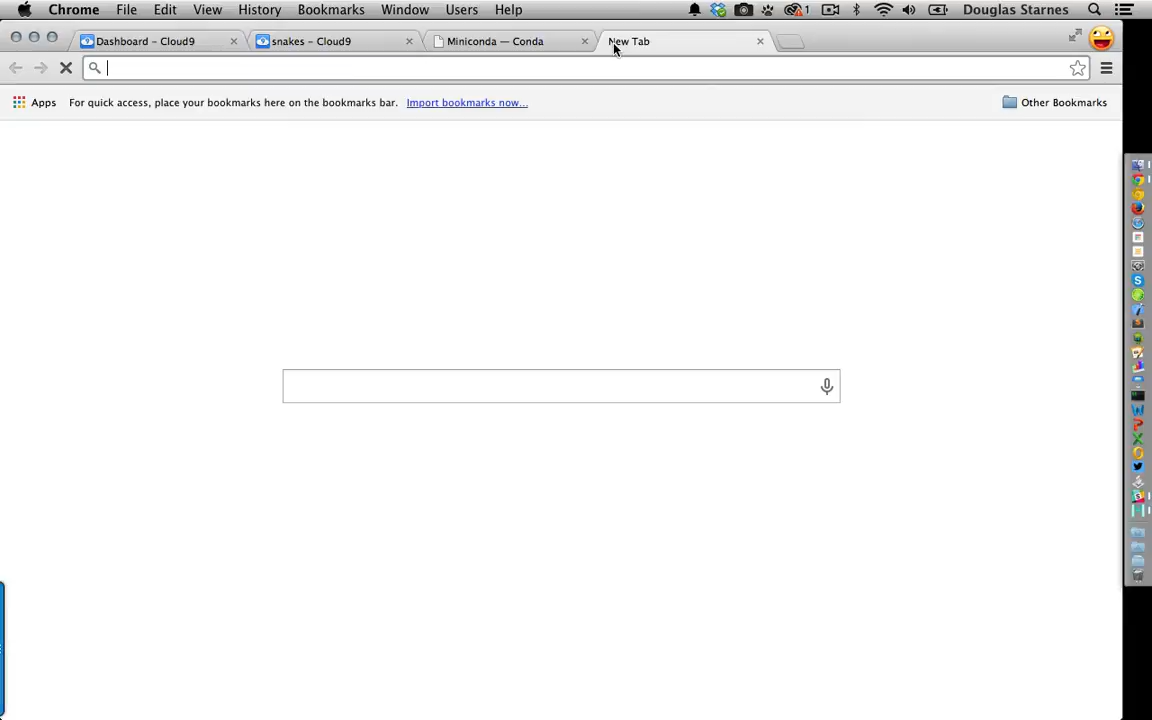 Chrome File Edit View History Bookmarks Window Users Help 1 Douglas Starnes
Dashboard – Cloud9 snakes – Cloud9 Miniconda — Conda New Tab
Apps For quick access, place your bookmarks here on the bookmarks bar. Import bookmarks now... Other Bookmarks